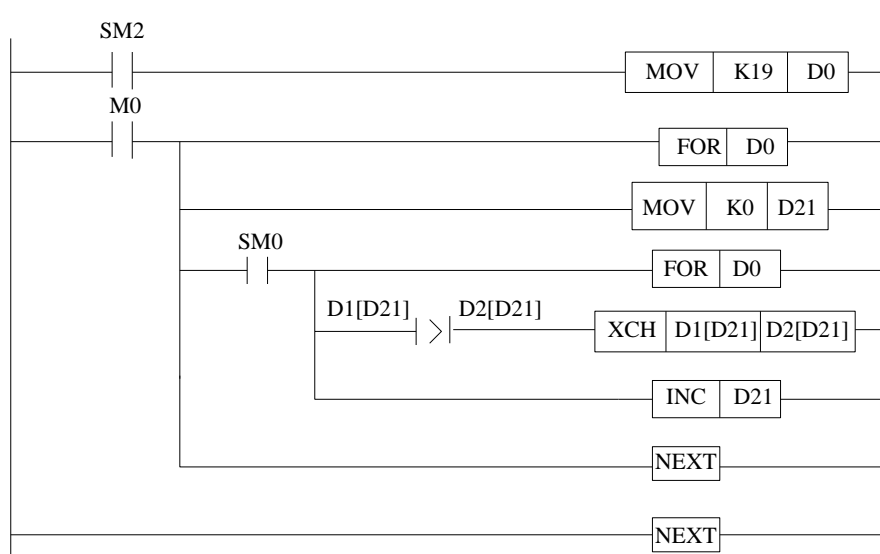 SM2
MOV K19 D0
M0
FOR D0
MOV K0 D21
SM0
FOR D0
D1[D21] > D2[D21] XCH D1[D21] D2[D21]
INC D21
NEXT
NEXT